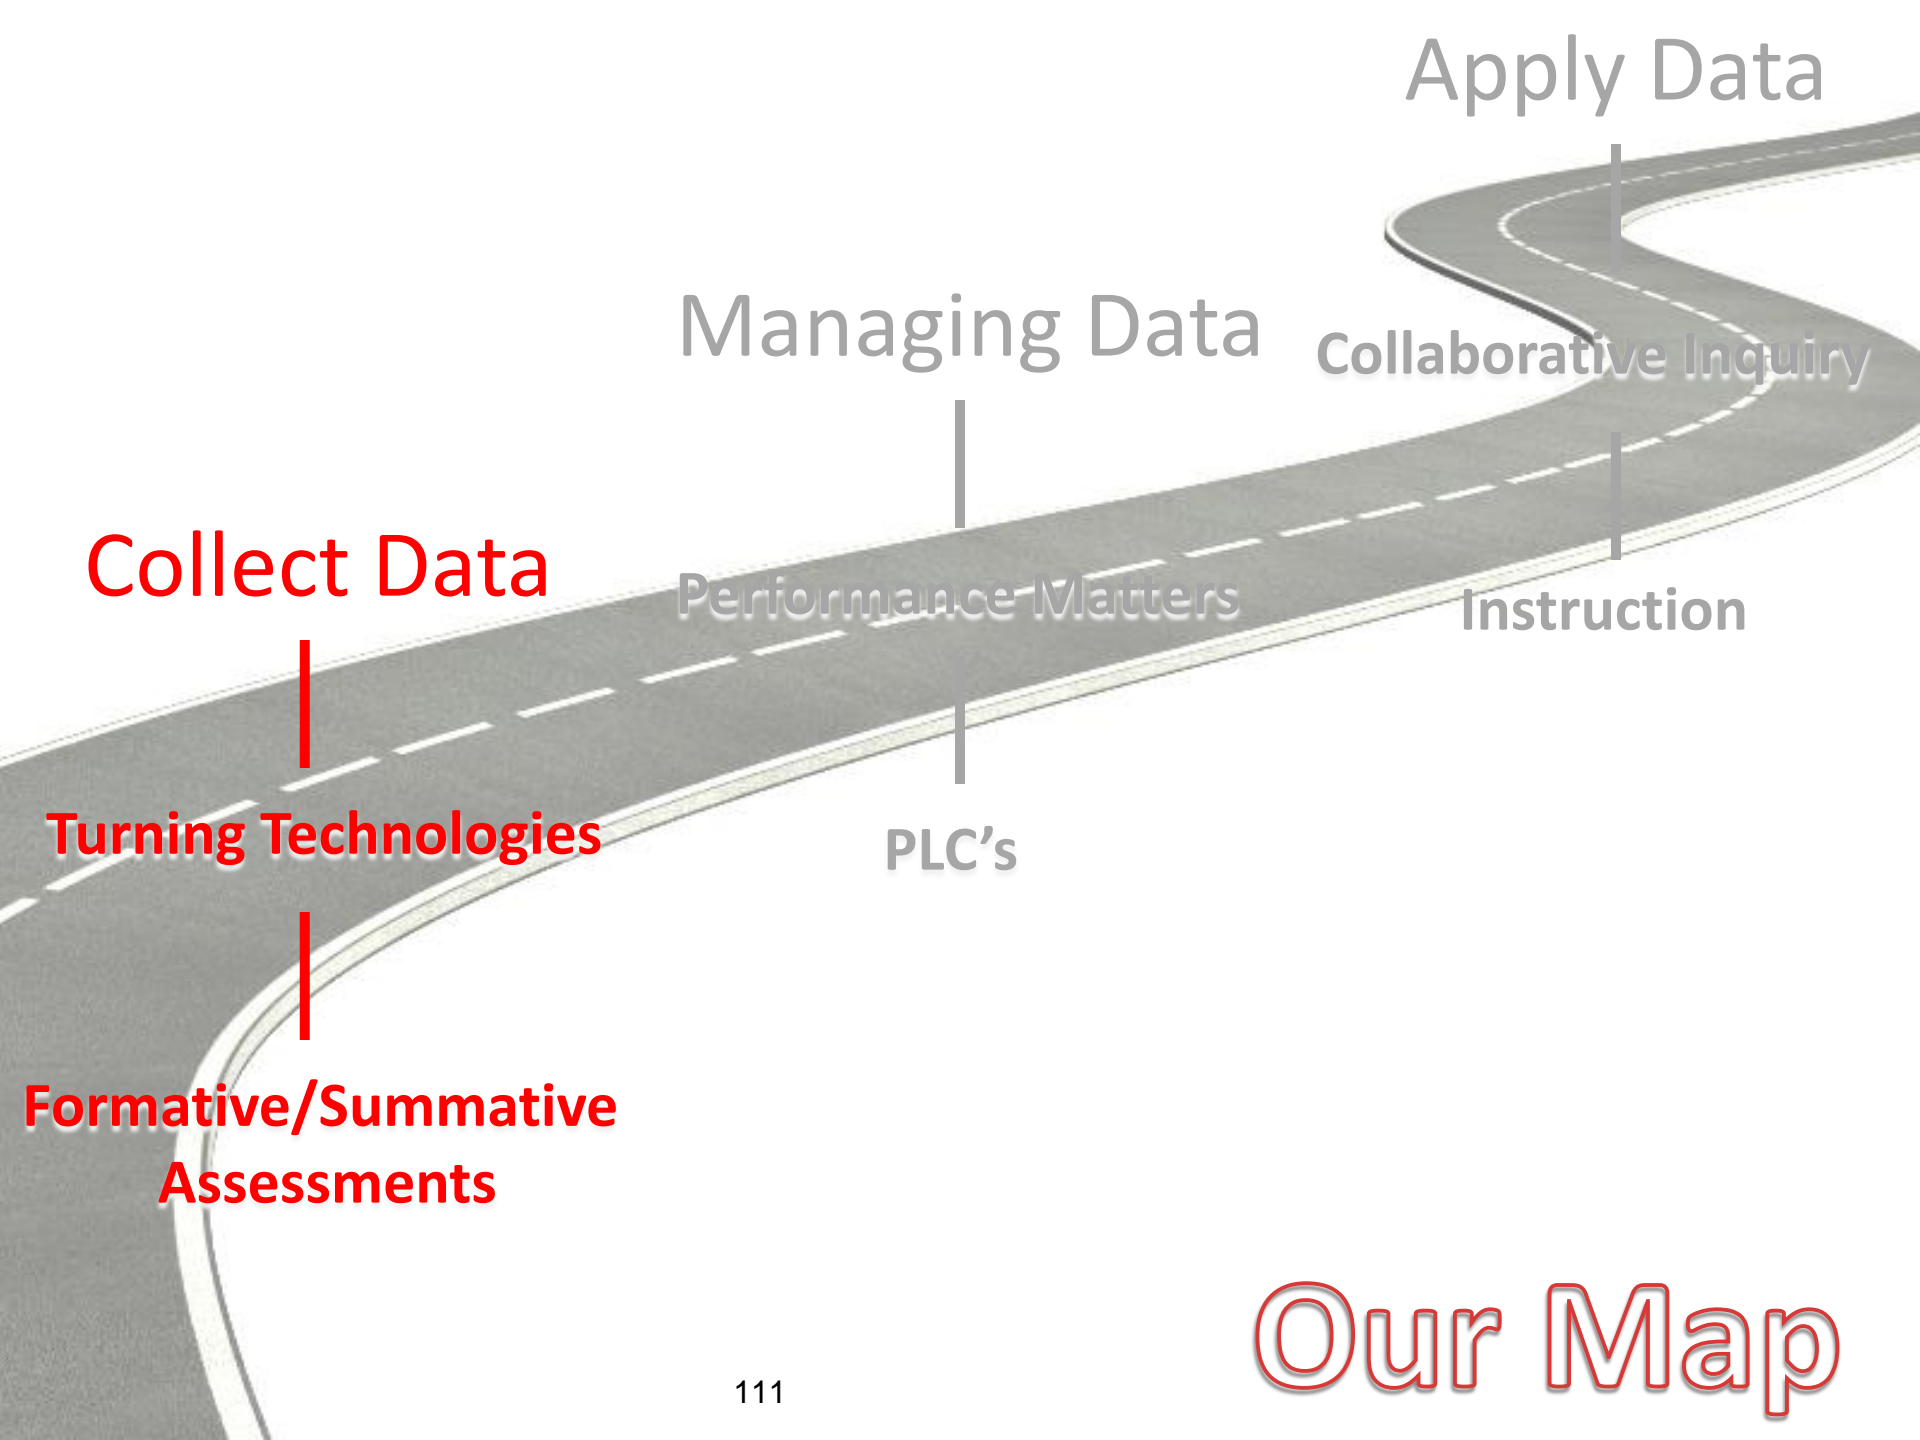 Apply Data
Managing Data
Collaborative Inquiry
Collect Data
Performance Matters
Instruction
Turning Technologies
PLC’s
Formative/Summative
Assessments
Our Map
111